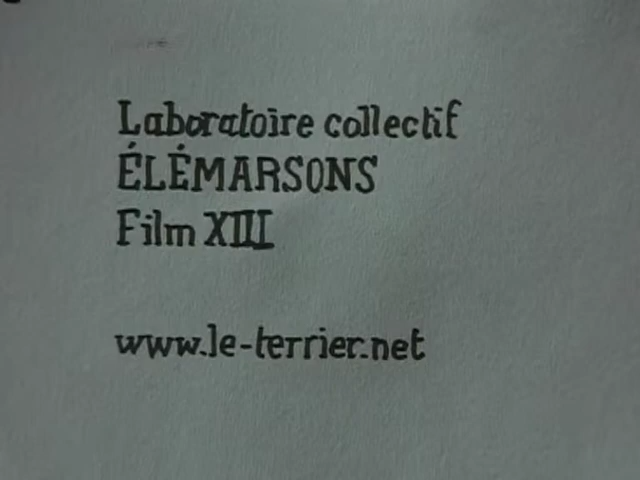 Laboratoire collectif
ÉLÉMARSONS
Film XIII
www.le-terrier.net